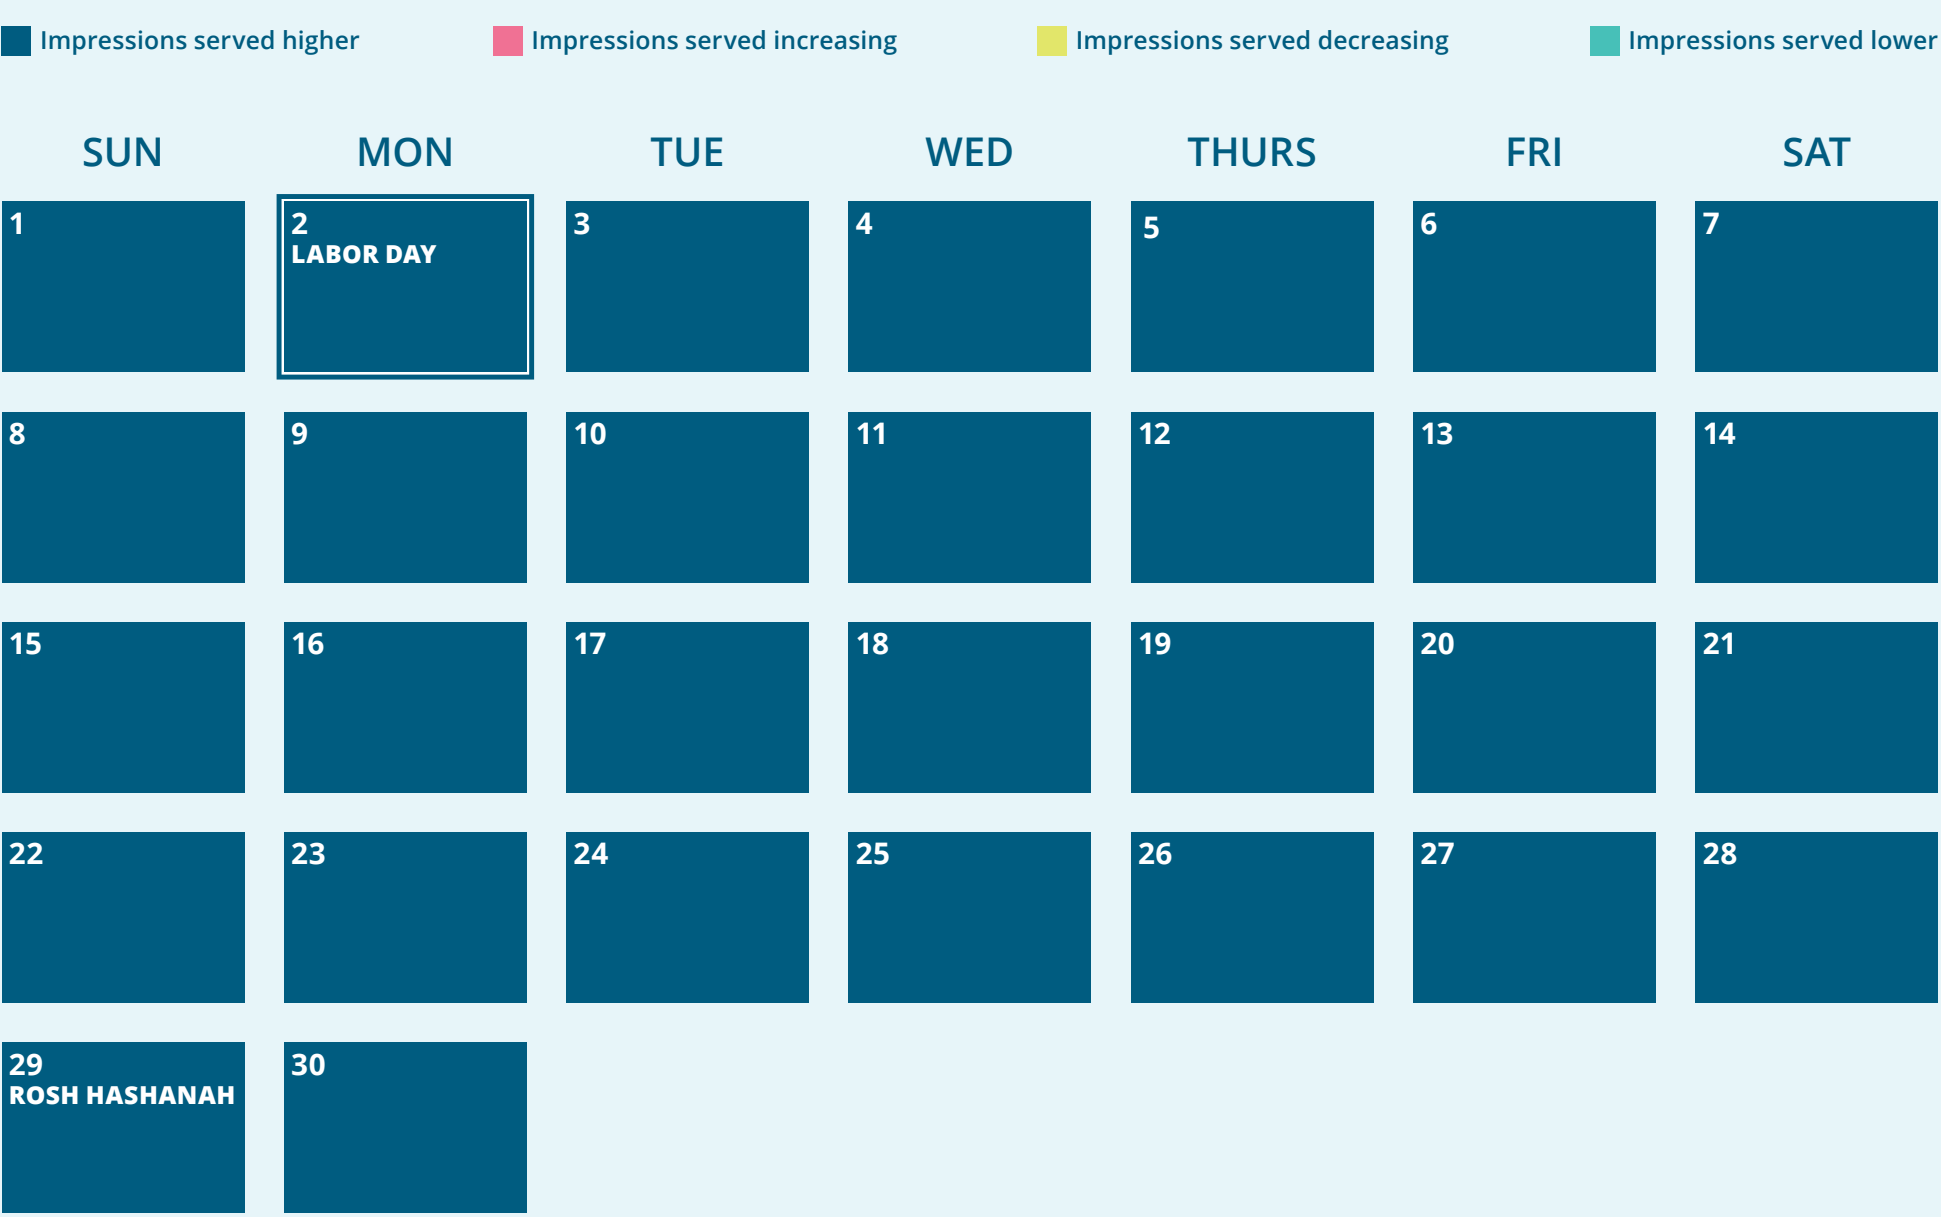 Impressions served higher
Impressions served increasing
Impressions served decreasing
Impressions served lower
SUN MON TUE WED THURS FRI SAT
1 2 3 4 5 6 7
LABOR DAY
8 9 10 11 12 13 14
15 16 17 18 19 20 21
22 23 24 25 26 27 28
29 30
ROSH HASHANAH